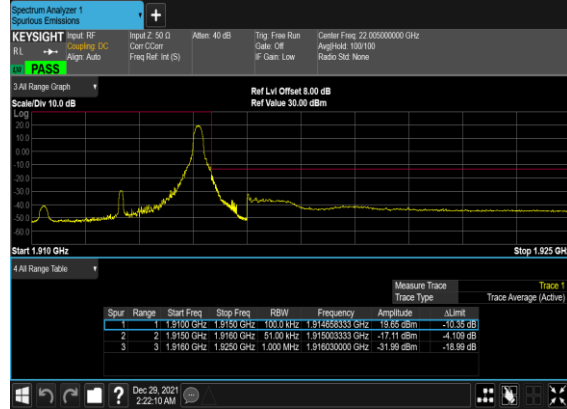 Spectrum Analyzer 1
Spurious Emissions
+
KEYSIGHT Input: RF Input Z: 50 Ω Atten: 40 dB Trig: Free Run Center Freq: 22.005000000 GHz
RL Coupling: DC Corr CCorr Gate: Off Avg|Hold: 100/100
Align: Auto Freq Ref: Int (S) IF Gain: Low Radio Std: None
PASS
3 All Range Graph
Ref Lvl Offset 8.00 dB
Scale/Div 10.0 dB Ref Value 30.00 dBm
Log
20.0
10.0
0.00
-10.0
-20.0
-30.0
-40.0
-50.0
-60.0
Start 1.910 GHz Stop 1.925 GHz
4 All Range Table
Measure Trace Trace 1
Trace Type Trace Average (Active)
Spur Range Start Freq Stop Freq RBW Frequency Amplitude ΔLimit
1 1 1.9100 GHz 1.9150 GHz 100.0 kHz 1.914658333 GHz 19.65 dBm -10.35 dB
2 2 1.9150 GHz 1.9160 GHz 51.00 kHz 1.915003333 GHz -17.11 dBm -4.109 dB
3 3 1.9160 GHz 1.9250 GHz 1.000 MHz 1.916030000 GHz -31.99 dBm -18.99 dB
? Dec 29, 2021
2:22:10 AM